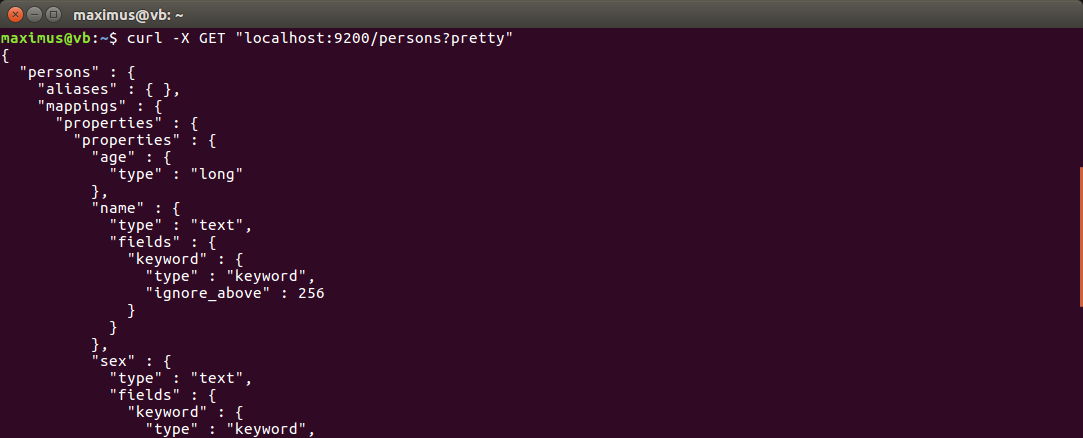 maximus@vb: ~
maximus@vb:~$ curl -X GET "localhost:9200/persons?pretty"
{
  "persons" : {
    "aliases" : { },
    "mappings" : {
      "properties" : {
        "properties" : {
          "age" : {
            "type" : "long"
          },
          "name" : {
            "type" : "text",
            "fields" : {
              "keyword" : {
                "type" : "keyword",
                "ignore_above" : 256
              }
            }
          },
          "sex" : {
            "type" : "text",
            "fields" : {
              "keyword" : {
                "type" : "keyword",